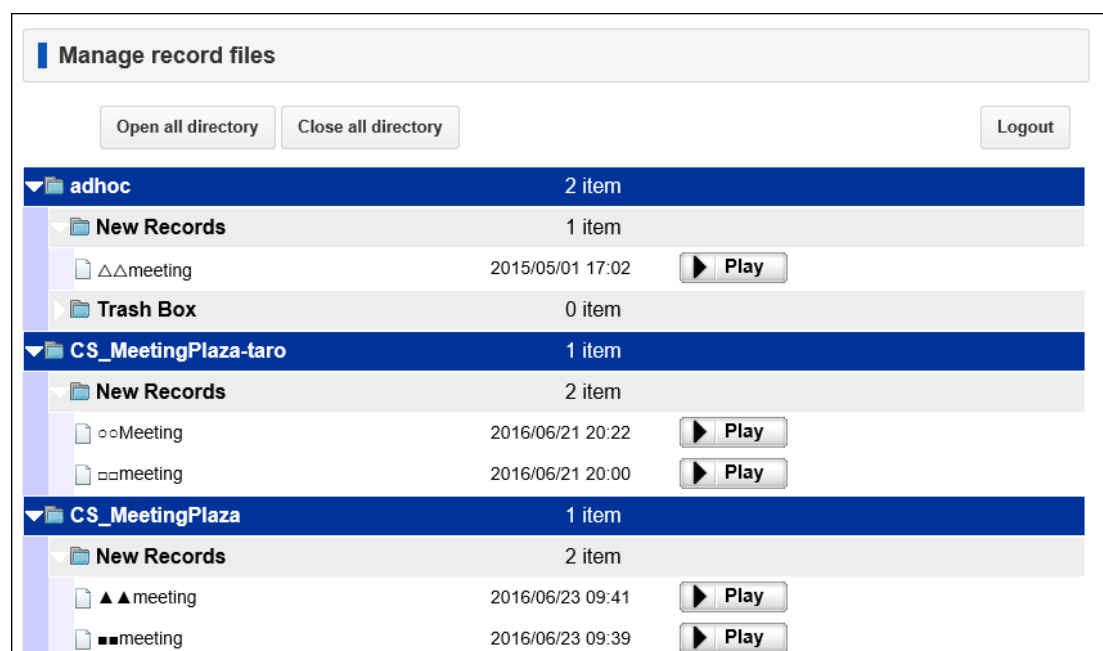 Manage record files
Open all directory Close all directory Logout
adhoc 2 item
New Records 1 item
△△meeting 2015/05/01 17:02 Play
Trash Box 0 item
CS_MeetingPlaza-taro 1 item
New Records 2 item
○○Meeting 2016/06/21 20:22 Play
□□meeting 2016/06/21 20:00 Play
CS_MeetingPlaza 1 item
New Records 2 item
▲▲meeting 2016/06/23 09:41 Play
■■meeting 2016/06/23 09:39 Play